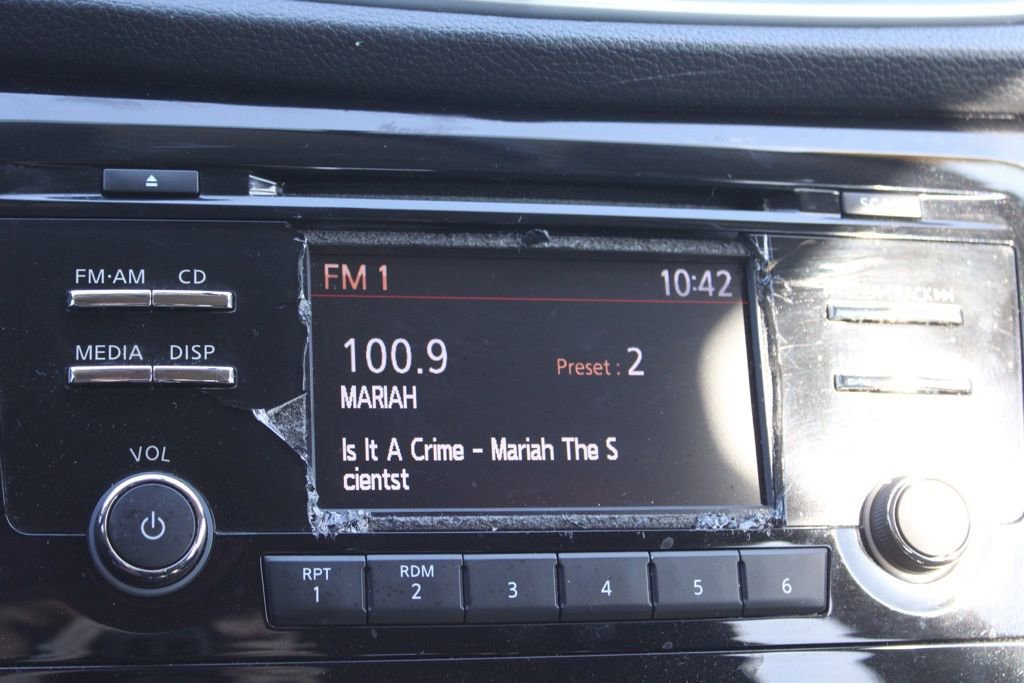 FM·AM CD
MEDIA DISP
VOL
FM 1 10:42
100.9 Preset : 2
MARIAH
Is It A Crime - Mariah The S
cientst
TRACK
RPT RDM
1 2 3 4 5 6